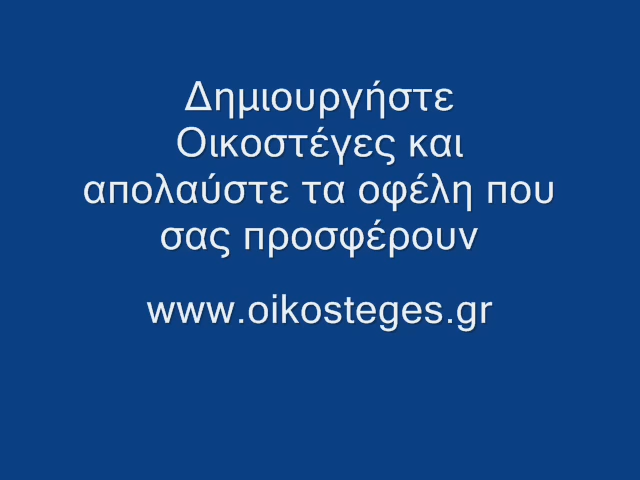 Δημιουργήστε
Οικοστέγες και
απολαύστε τα οφέλη που
σας προσφέρουν
www.oikosteges.gr